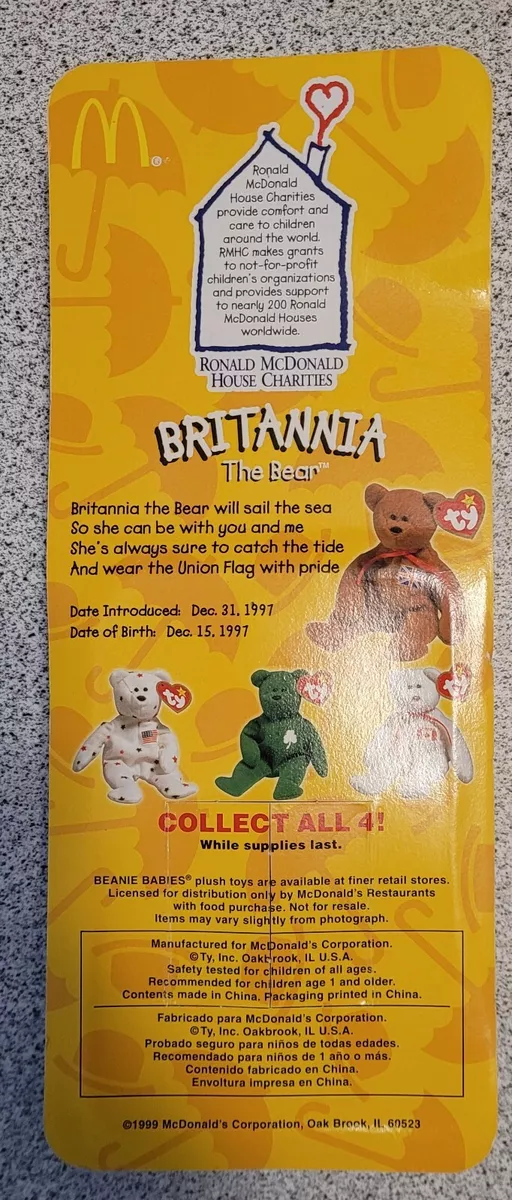 M
Ronald
McDonald
House Charities
provide comfort and
care to children
around the world.
RMHC makes grants
to not-for-profit
children's organizations
and provides support
to nearly 200 Ronald
McDonald Houses
worldwide.
RONALD MCDONALD
HOUSE CHARITIES
BRITANNIA
The Bear™
Britannia the Bear will sail the sea
So she can be with you and me
She's always sure to catch the tide
And wear the Union Flag with pride
ty
Date Introduced: Dec. 31, 1997
Date of Birth: Dec. 15, 1997
ty
ty
ty
COLLECT ALL 4!
While supplies last.
BEANIE BABIES® plush toys are available at finer retail stores.
Licensed for distribution only by McDonald's Restaurants
with food purchase. Not for resale.
Items may vary slightly from photograph.
Manufactured for McDonald's Corporation.
©Ty, Inc. Oakbrook, IL U.S.A.
Safety tested for children of all ages.
Recommended for children age 1 and older.
Contents made in China. Packaging printed in China.
Fabricado para McDonald's Corporation.
©Ty, Inc. Oakbrook, IL U.S.A.
Probado seguro para niños de todas edades.
Recomendado para niños de 1 año o más.
Contenido fabricado en China.
Envoltura impresa en China.
©1999 McDonald's Corporation, Oak Brook, IL 60523